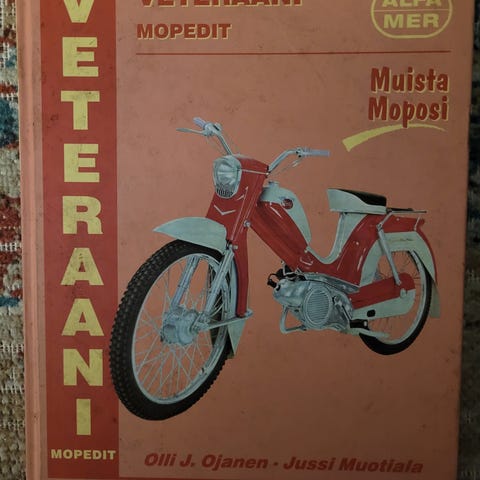 VETERAANI
MOPEDIT
ALFA
MER
Muista
Moposi
VETERAANI
MOPEDIT
Olli J. Ojanen · Jussi Muotiala